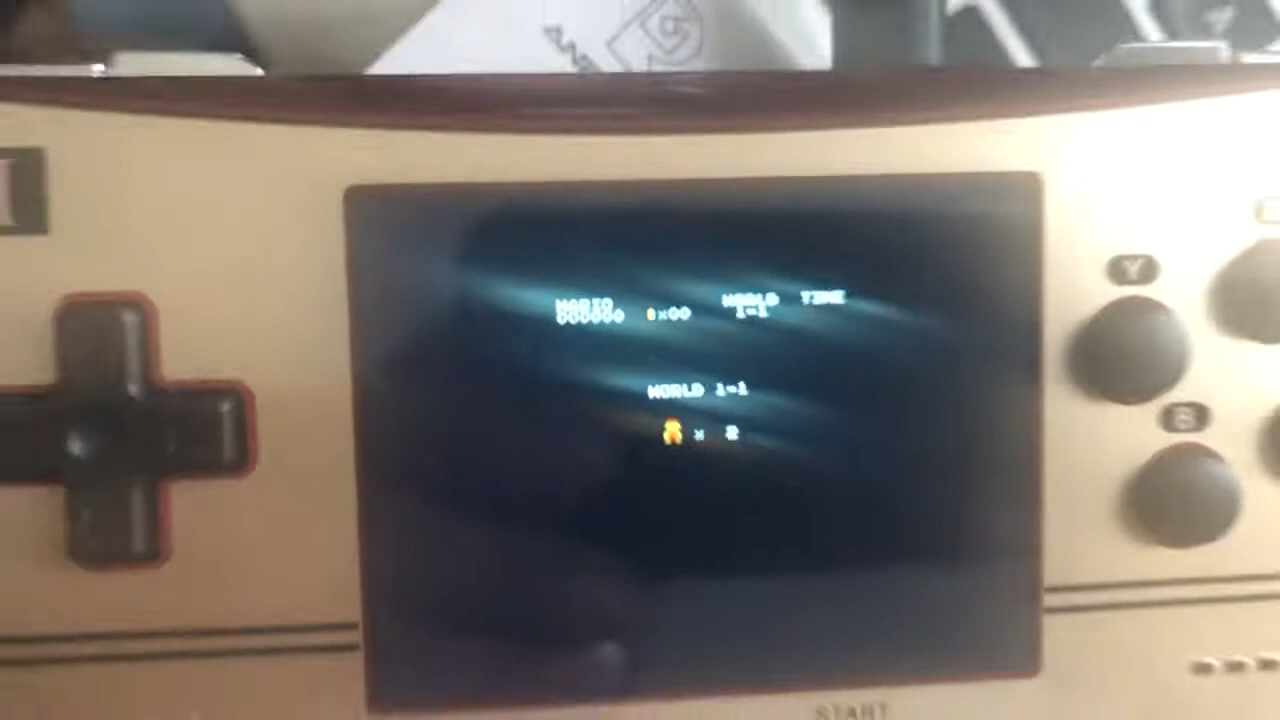 MARIO WORLD TIME
000000 x00 1-1
WORLD 1-1
x 2
Y
B
START